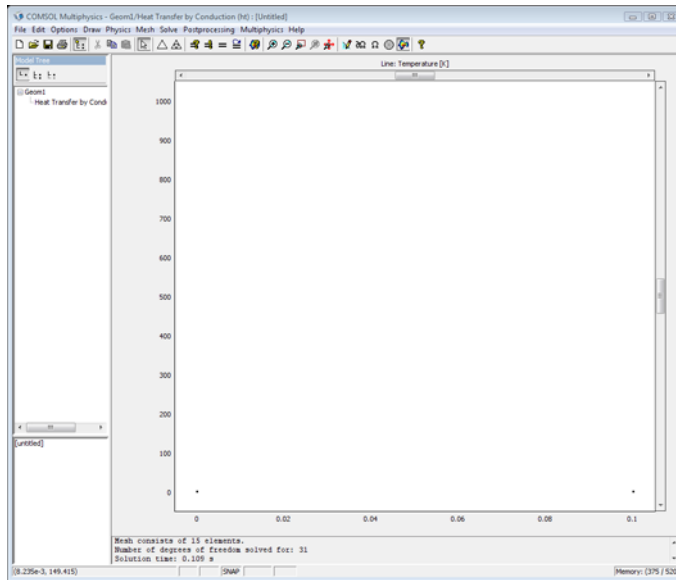 COMSOL Multiphysics - Geom1/Heat Transfer by Conduction (ht) : [Untitled]
File Edit Options Draw Physics Mesh Solve Postprocessing Multiphysics Help
Model Tree
Line: Temperature [K]
Geom1
Heat Transfer by Condu
1000
900
800
700
600
500
400
300
200
100
0
0 0.02 0.04 0.06 0.08 0.1
[untitled]
Mesh consists of 15 elements.
Number of degrees of freedom solved for: 31
Solution time: 0.109 s
(8.235e-3, 149.415) SNAP Memory: (375 / 520